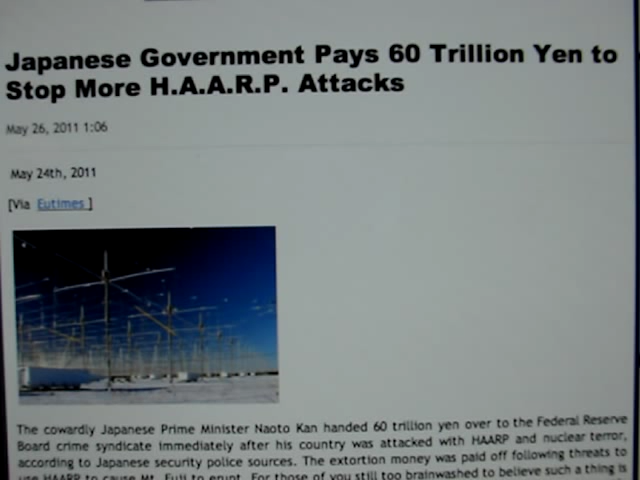 Japanese Government Pays 60 Trillion Yen to
Stop More H.A.A.R.P. Attacks
May 26, 2011 1:06
May 24th, 2011
[Via Eutimes ]
The cowardly Japanese Prime Minister Naoto Kan handed 60 trillion yen over to the Federal Reserve
Board crime syndicate immediately after his country was attacked with HAARP and nuclear terror,
according to Japanese security police sources. The extortion money was paid off following threats to
use HAARP to cause Mt. Fuji to erupt. For those of you still too brainwashed to believe such a thing is